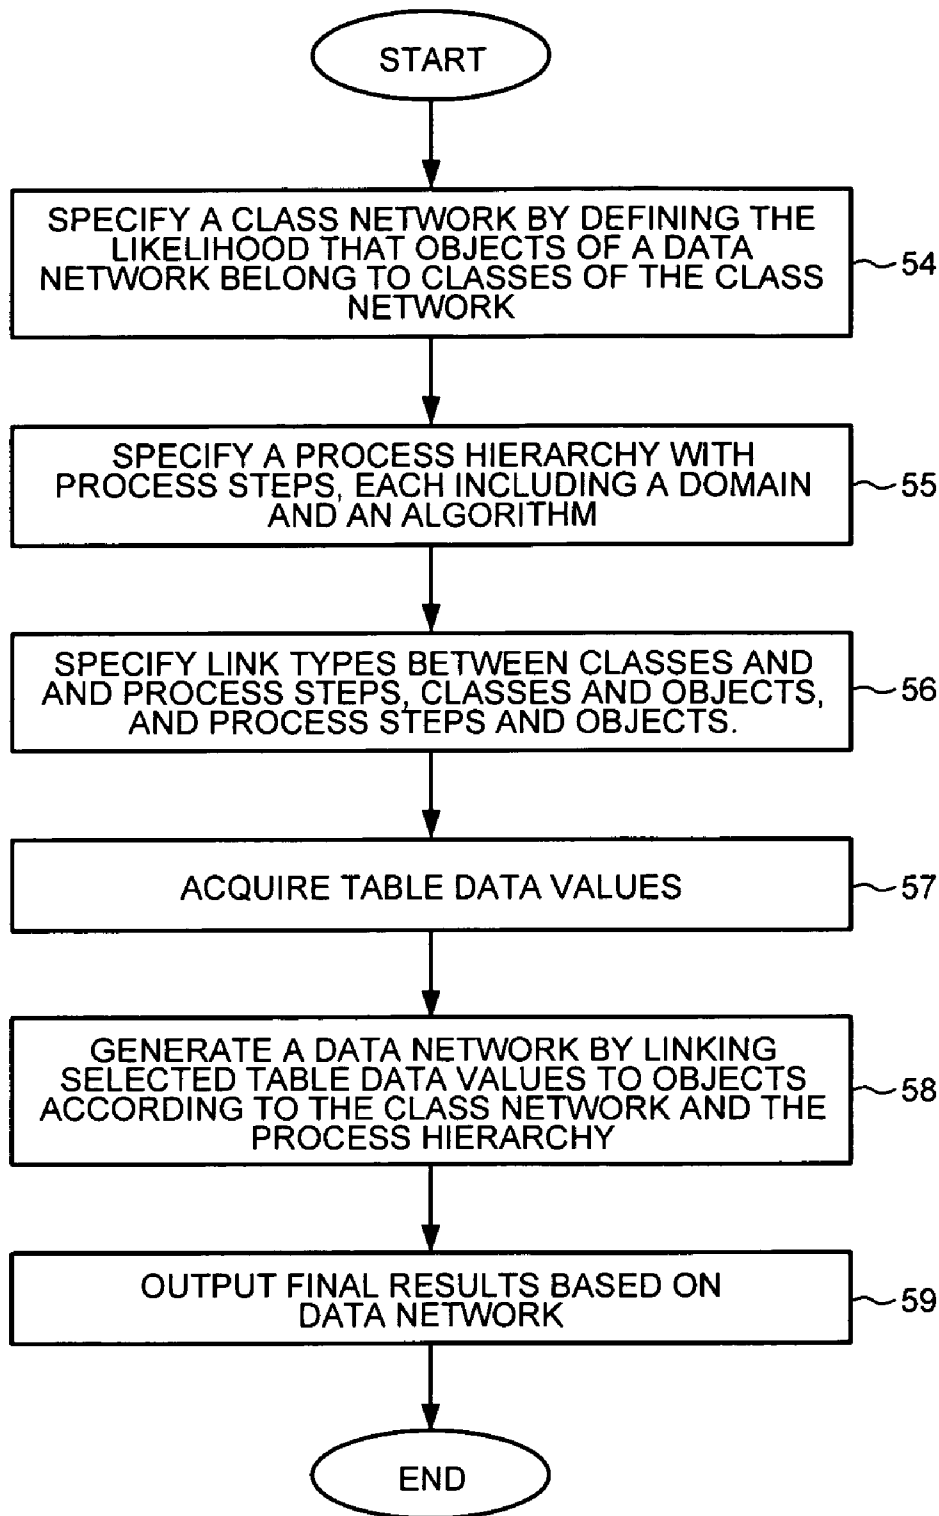 START
SPECIFY A CLASS NETWORK BY DEFINING THE
LIKELIHOOD THAT OBJECTS OF A DATA
NETWORK BELONG TO CLASSES OF THE CLASS
NETWORK
54
SPECIFY A PROCESS HIERARCHY WITH
PROCESS STEPS, EACH INCLUDING A DOMAIN
AND AN ALGORITHM
55
SPECIFY LINK TYPES BETWEEN CLASSES AND
AND PROCESS STEPS, CLASSES AND OBJECTS,
AND PROCESS STEPS AND OBJECTS.
56
ACQUIRE TABLE DATA VALUES
57
GENERATE A DATA NETWORK BY LINKING
SELECTED TABLE DATA VALUES TO OBJECTS
ACCORDING TO THE CLASS NETWORK AND THE
PROCESS HIERARCHY
58
OUTPUT FINAL RESULTS BASED ON
DATA NETWORK
59
END